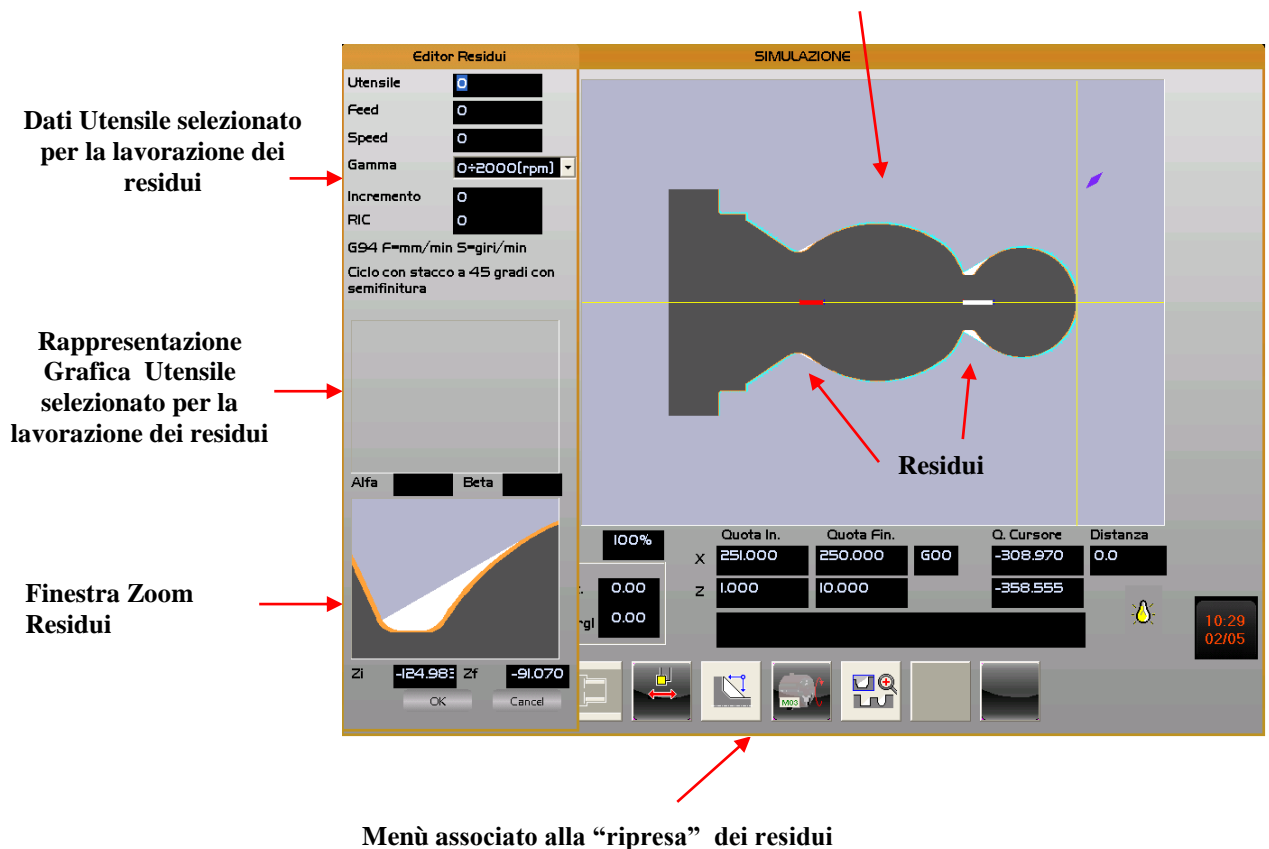 Editor Residui
SIMULAZIONE
Utensile 0
Feed 0
Speed 0
Gamma 0÷2000[rpm]
Incremento 0
RIC 0
G94 F=mm/min S=giri/min
Ciclo con stacco a 45 gradi con
semifinitura
Dati Utensile selezionato
per la lavorazione dei
residui
Rappresentazione
Grafica Utensile
selezionato per la
lavorazione dei residui
Residui
Alfa Beta
Finestra Zoom
Residui
Zi -124.983 Zf -91.070
OK Cancel
100%
Quota In. Quota Fin. Q. Cursore Distanza
X 251.000 250.000 G00 -308.970 0.0
0.00 Z 1.000 10.000 -358.555
rgl 0.00
10:29
02/05
M03
Menù associato alla “ripresa” dei residui